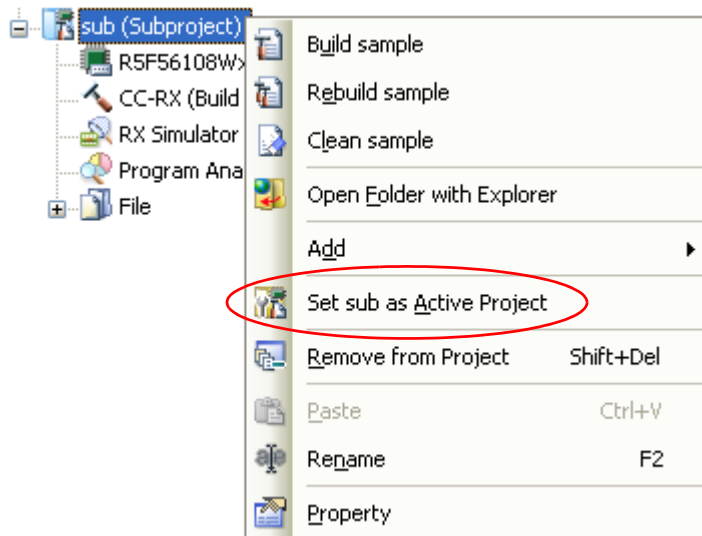 sub (Subproject)
R5F56108Wx
CC-RX (Build
RX Simulator
Program Ana
File
Build sample
Rebuild sample
Clean sample
Open Folder with Explorer
Add
Set sub as Active Project
Remove from Project Shift+Del
Paste Ctrl+V
Rename F2
Property